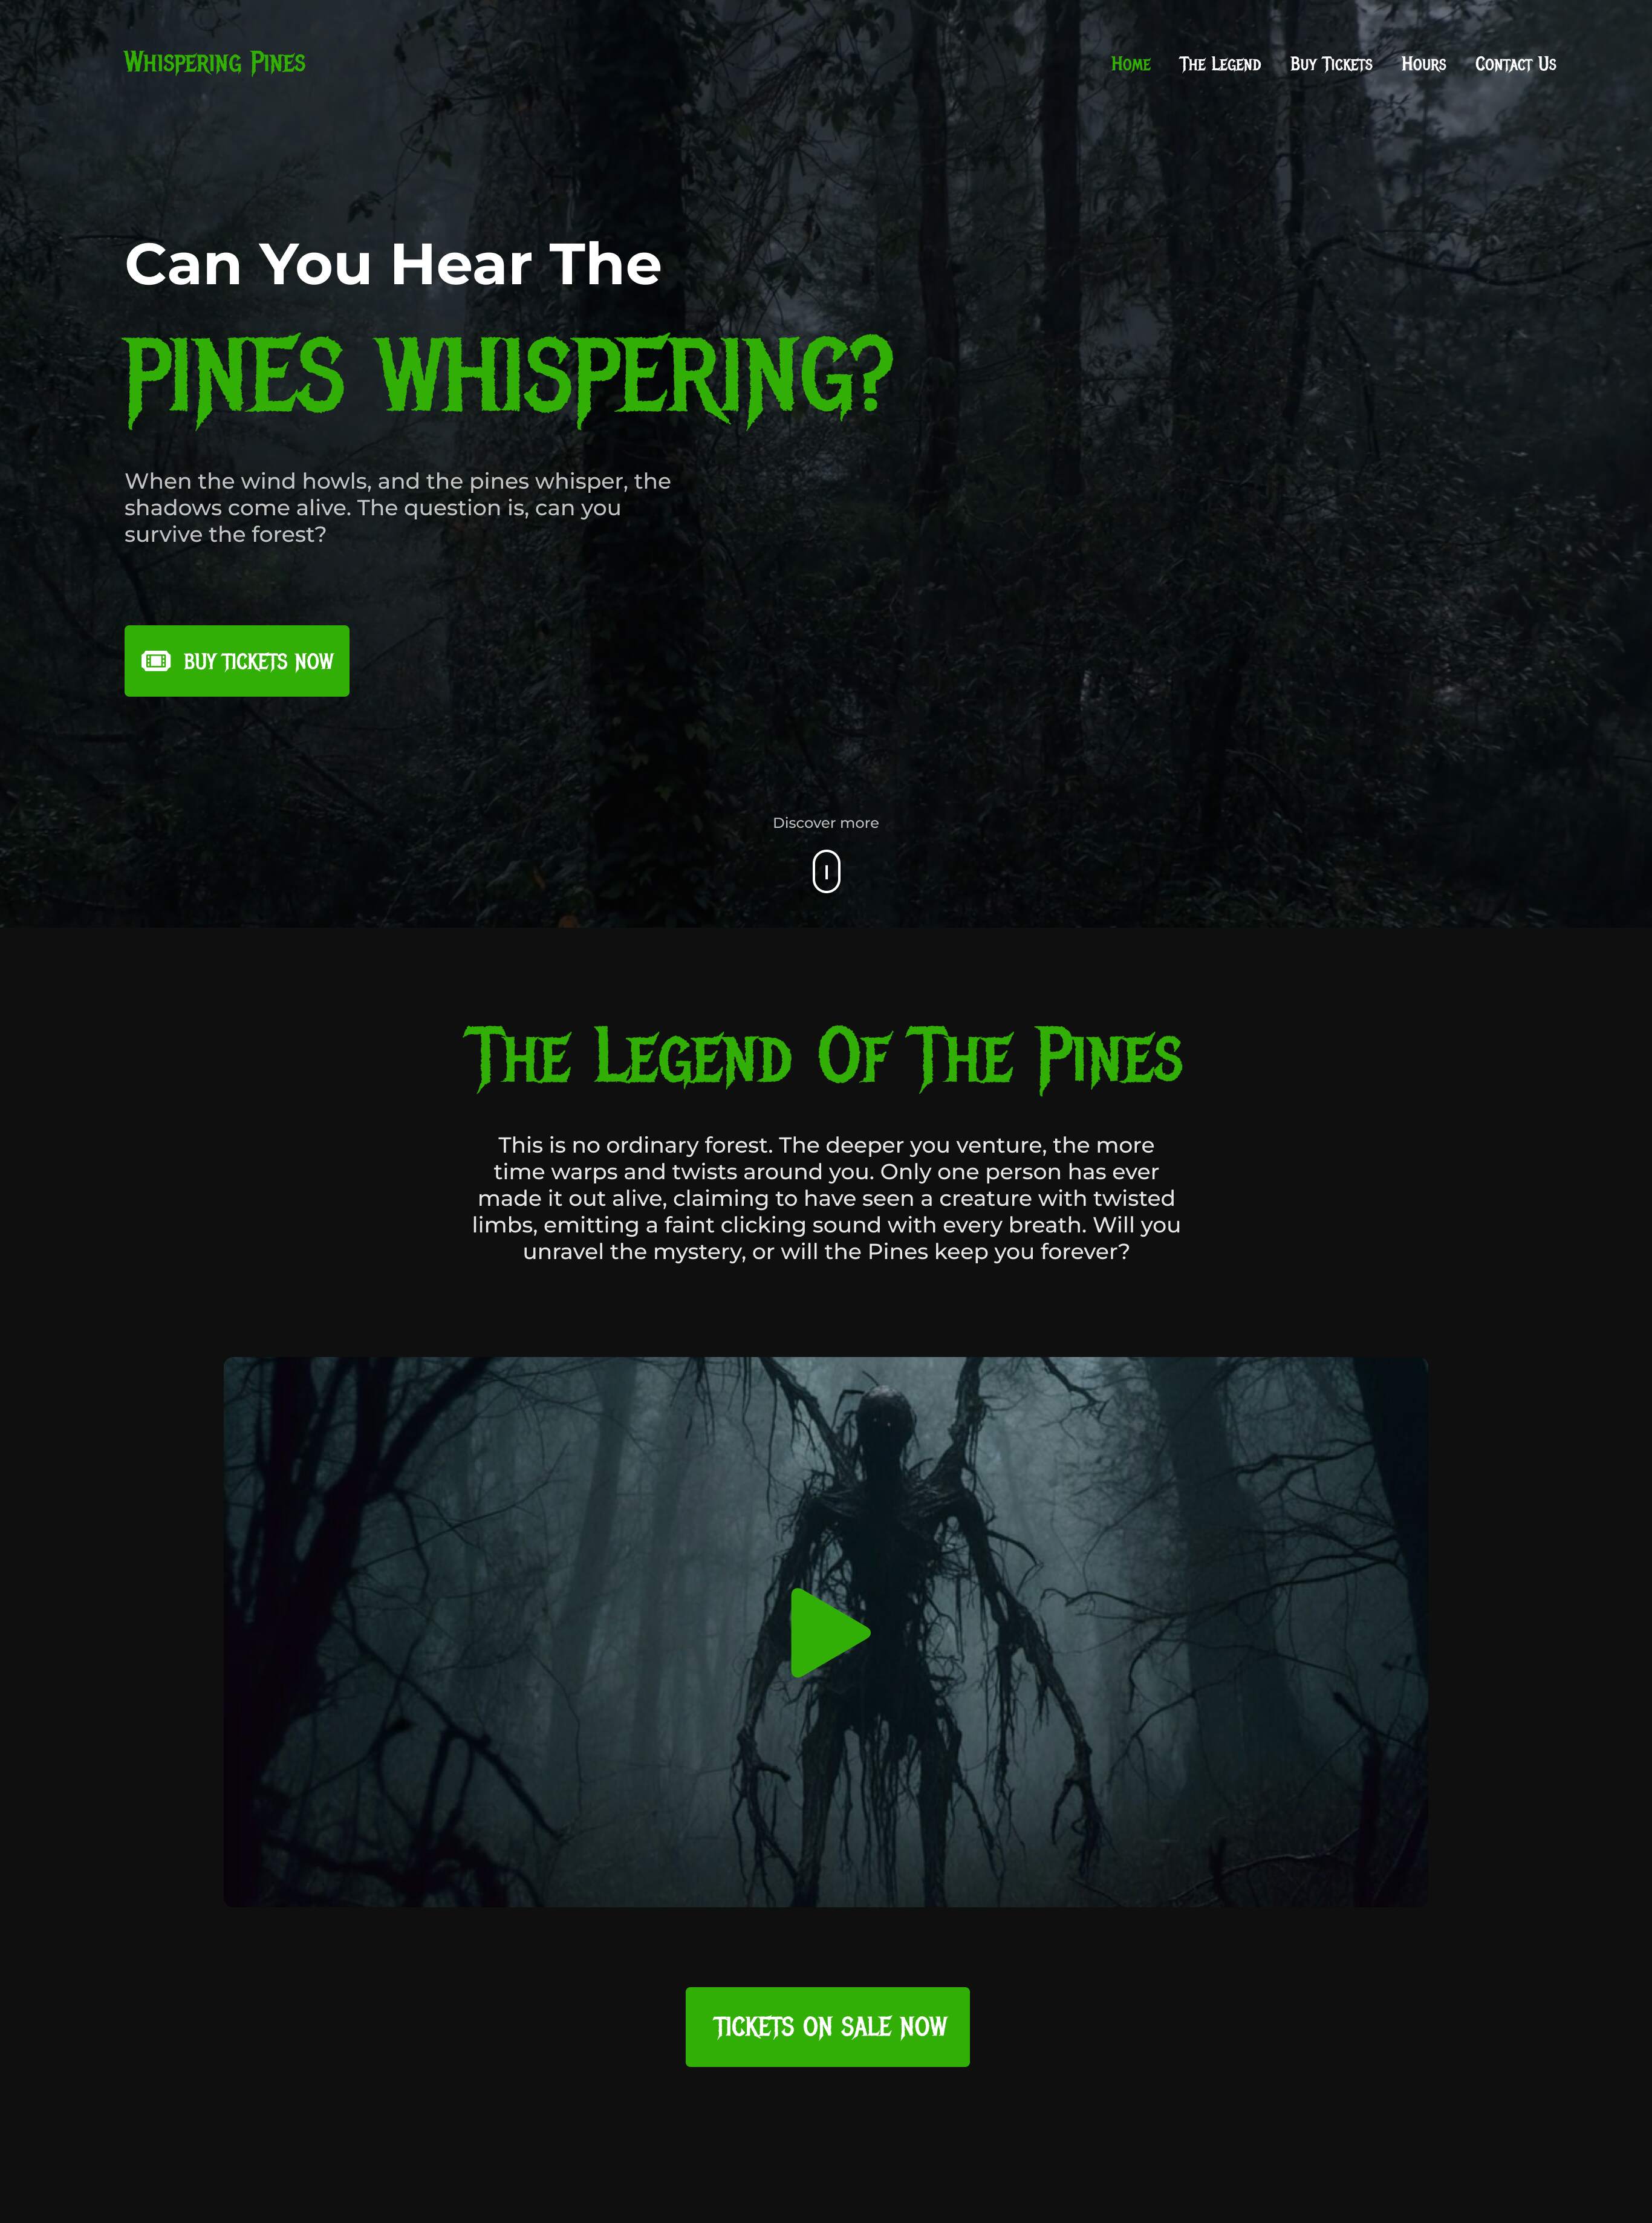 Whispering Pines
Home The Legend Buy Tickets Hours Contact Us
Can You Hear The
PINES WHISPERING?
When the wind howls, and the pines whisper, the
shadows come alive. The question is, can you
survive the forest?
BUY TICKETS NOW
Discover more
The Legend Of The Pines
This is no ordinary forest. The deeper you venture, the more
time warps and twists around you. Only one person has ever
made it out alive, claiming to have seen a creature with twisted
limbs, emitting a faint clicking sound with every breath. Will you
unravel the mystery, or will the Pines keep you forever?
TICKETS ON SALE NOW